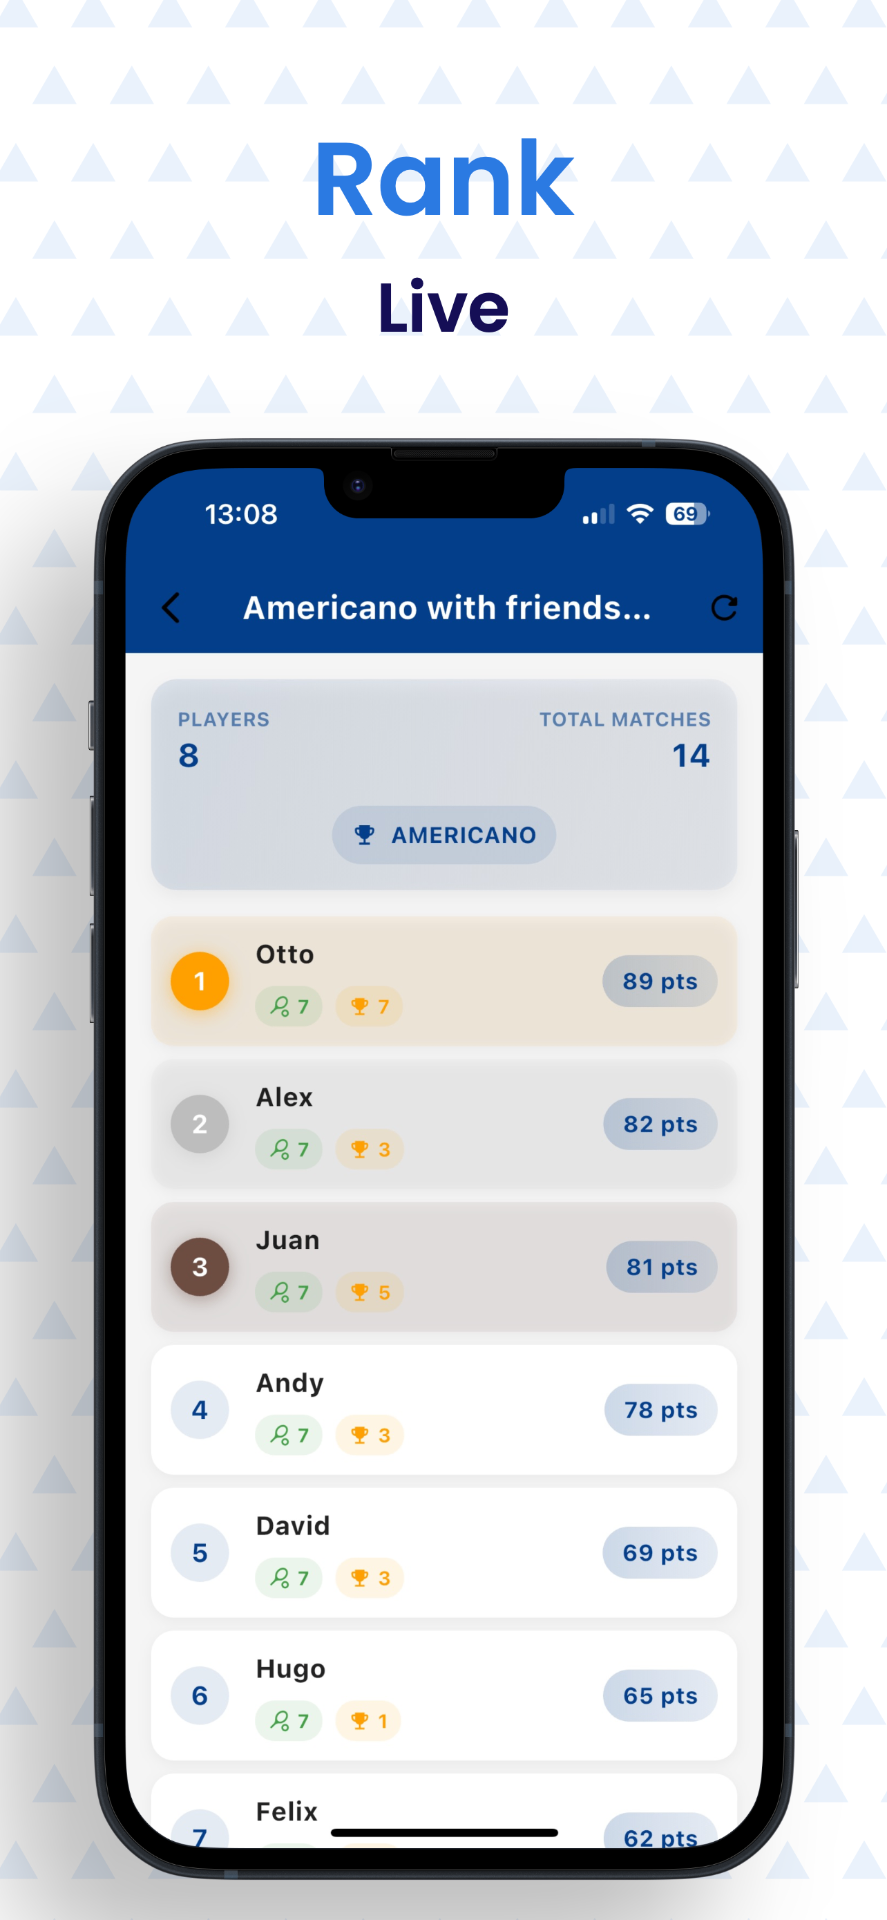 Rank
Live
13:08 69
Americano with friends...
PLAYERS TOTAL MATCHES
8 14
AMERICANO
1 Otto 89 pts
7 7
2 Alex 82 pts
7 3
3 Juan 81 pts
7 5
4 Andy 78 pts
7 3
5 David 69 pts
7 3
6 Hugo 65 pts
7 1
7 Felix 62 pts